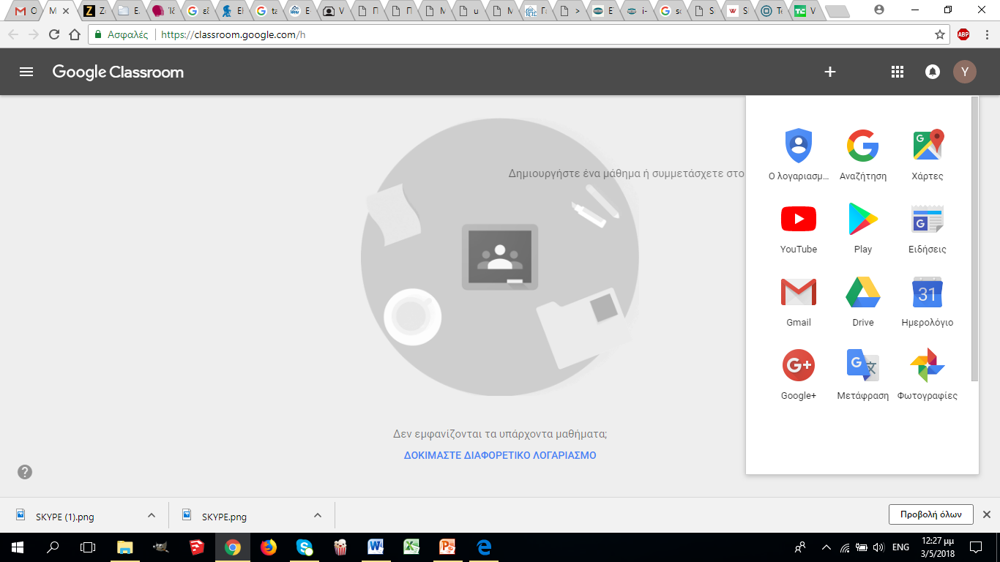 Ασφαλές
https://classroom.google.com/h
Google Classroom
Y
Δημιουργήστε ένα μάθημα ή συμμετάσχετε στο
Ο λογαριασμ... Αναζήτηση Χάρτες
YouTube Play Ειδήσεις
31
Gmail Drive Ημερολόγιο
Google+ Μετάφραση Φωτογραφίες
Δεν εμφανίζονται τα υπάρχοντα μαθήματα;
ΔΟΚΙΜΑΣΤΕ ΔΙΑΦΟΡΕΤΙΚΟ ΛΟΓΑΡΙΑΣΜΟ
SKYPE (1).png SKYPE.png Προβολή όλων
ENG
12:27 μμ
3/5/2018